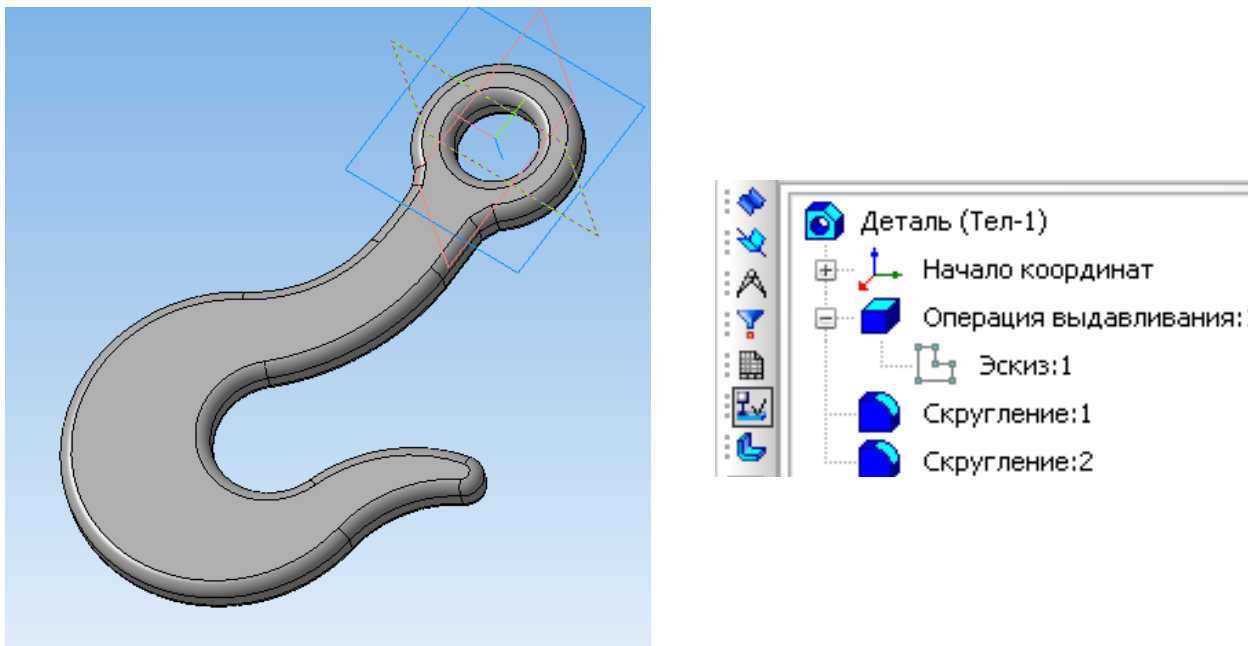 Деталь (Тел-1)
Начало координат
Операция выдавливания:
Эскиз:1
Скругление:1
Скругление:2